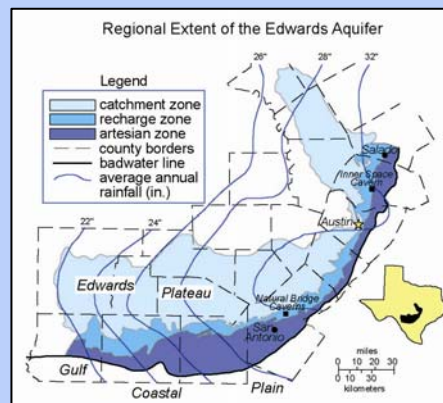 Regional Extent of the Edwards Aquifer
26"
28"
32"
Legend
catchment zone
recharge zone
artesian zone
county borders
badwater line
average annual
rainfall (in.)
Salado
Inner Space
Cavern
Austin
22"
24"
Edwards
Plateau
Natural Bridge
Caverns
San
Antonio
Gulf
Coastal
Plain
miles
0 10 20 30
0 10 30
kilometers